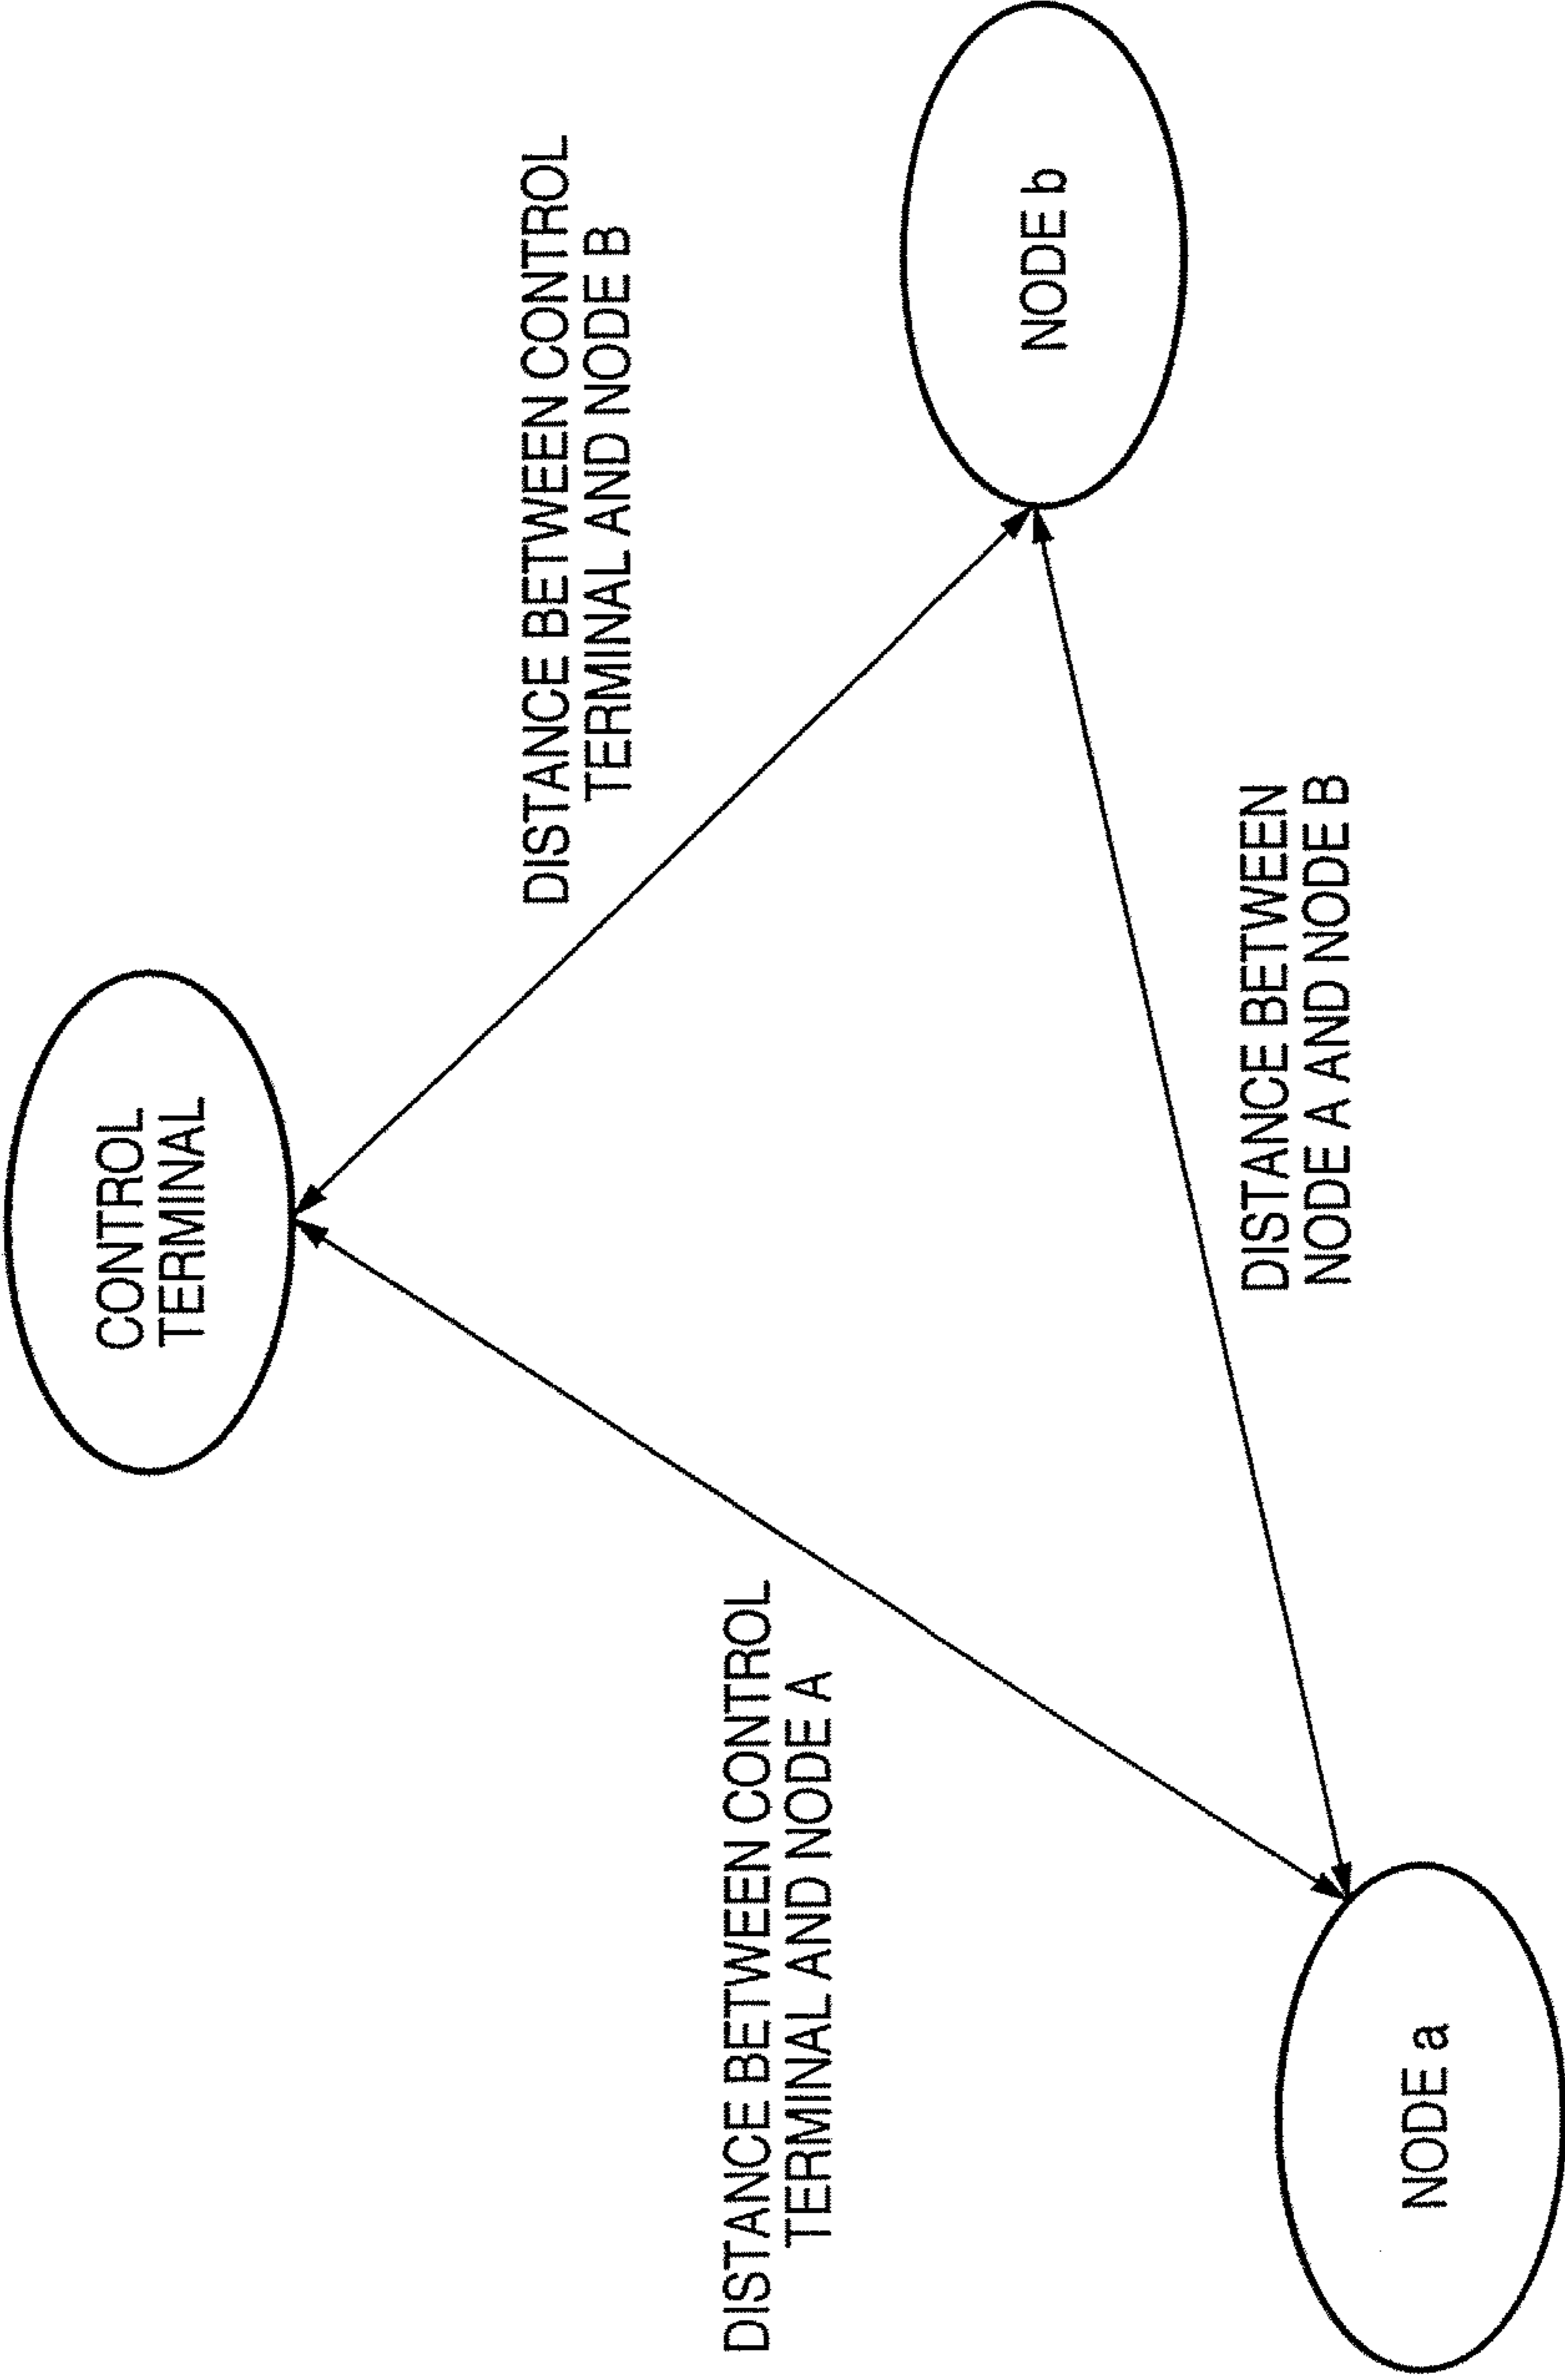 CONTROL
TERMINAL
DISTANCE BETWEEN CONTROL
TERMINAL AND NODE B
DISTANCE BETWEEN CONTROL
TERMINAL AND NODE A
NODE b
DISTANCE BETWEEN
NODE A AND NODE B
NODE a